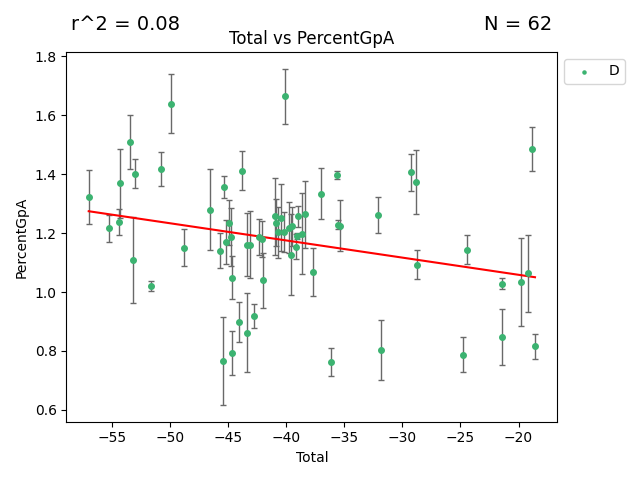 r^2 = 0.08
N = 62
Total vs PercentGpA
D
PercentGpA
1.8
1.6
1.4
1.2
1.0
0.8
0.6
−55
−50
−45
−40
−35
−30
−25
−20
Total